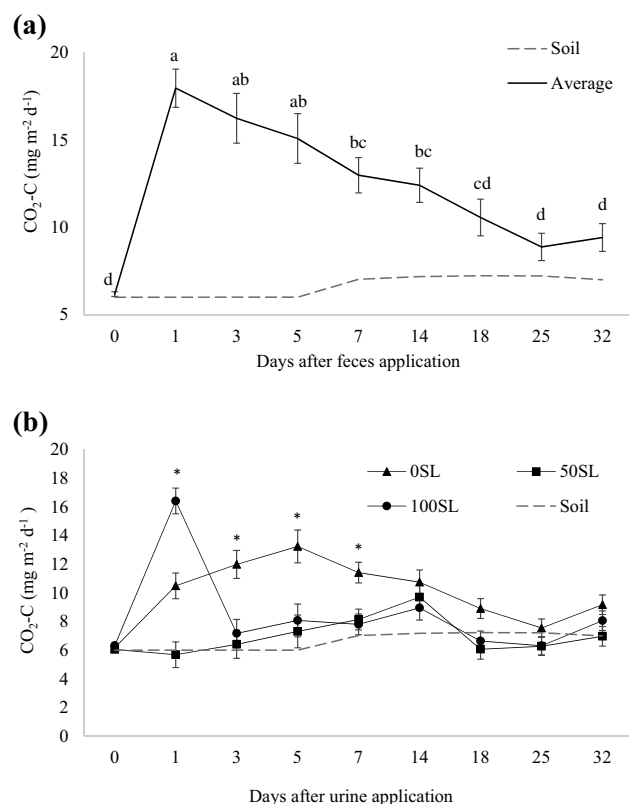 (a)
20
15
10
5
CO₂-C (mg m⁻² d⁻¹)
Soil
Average
d
a
ab
ab
bc
bc
cd
d
d
0 1 3 5 7 14 18 25 32
Days after feces application
(b)
20
18
16
14
12
10
8
6
4
2
0
CO₂-C (mg m⁻² d⁻¹)
0SL 50SL
100SL Soil
*
*
*
*
0 1 3 5 7 14 18 25 32
Days after urine application